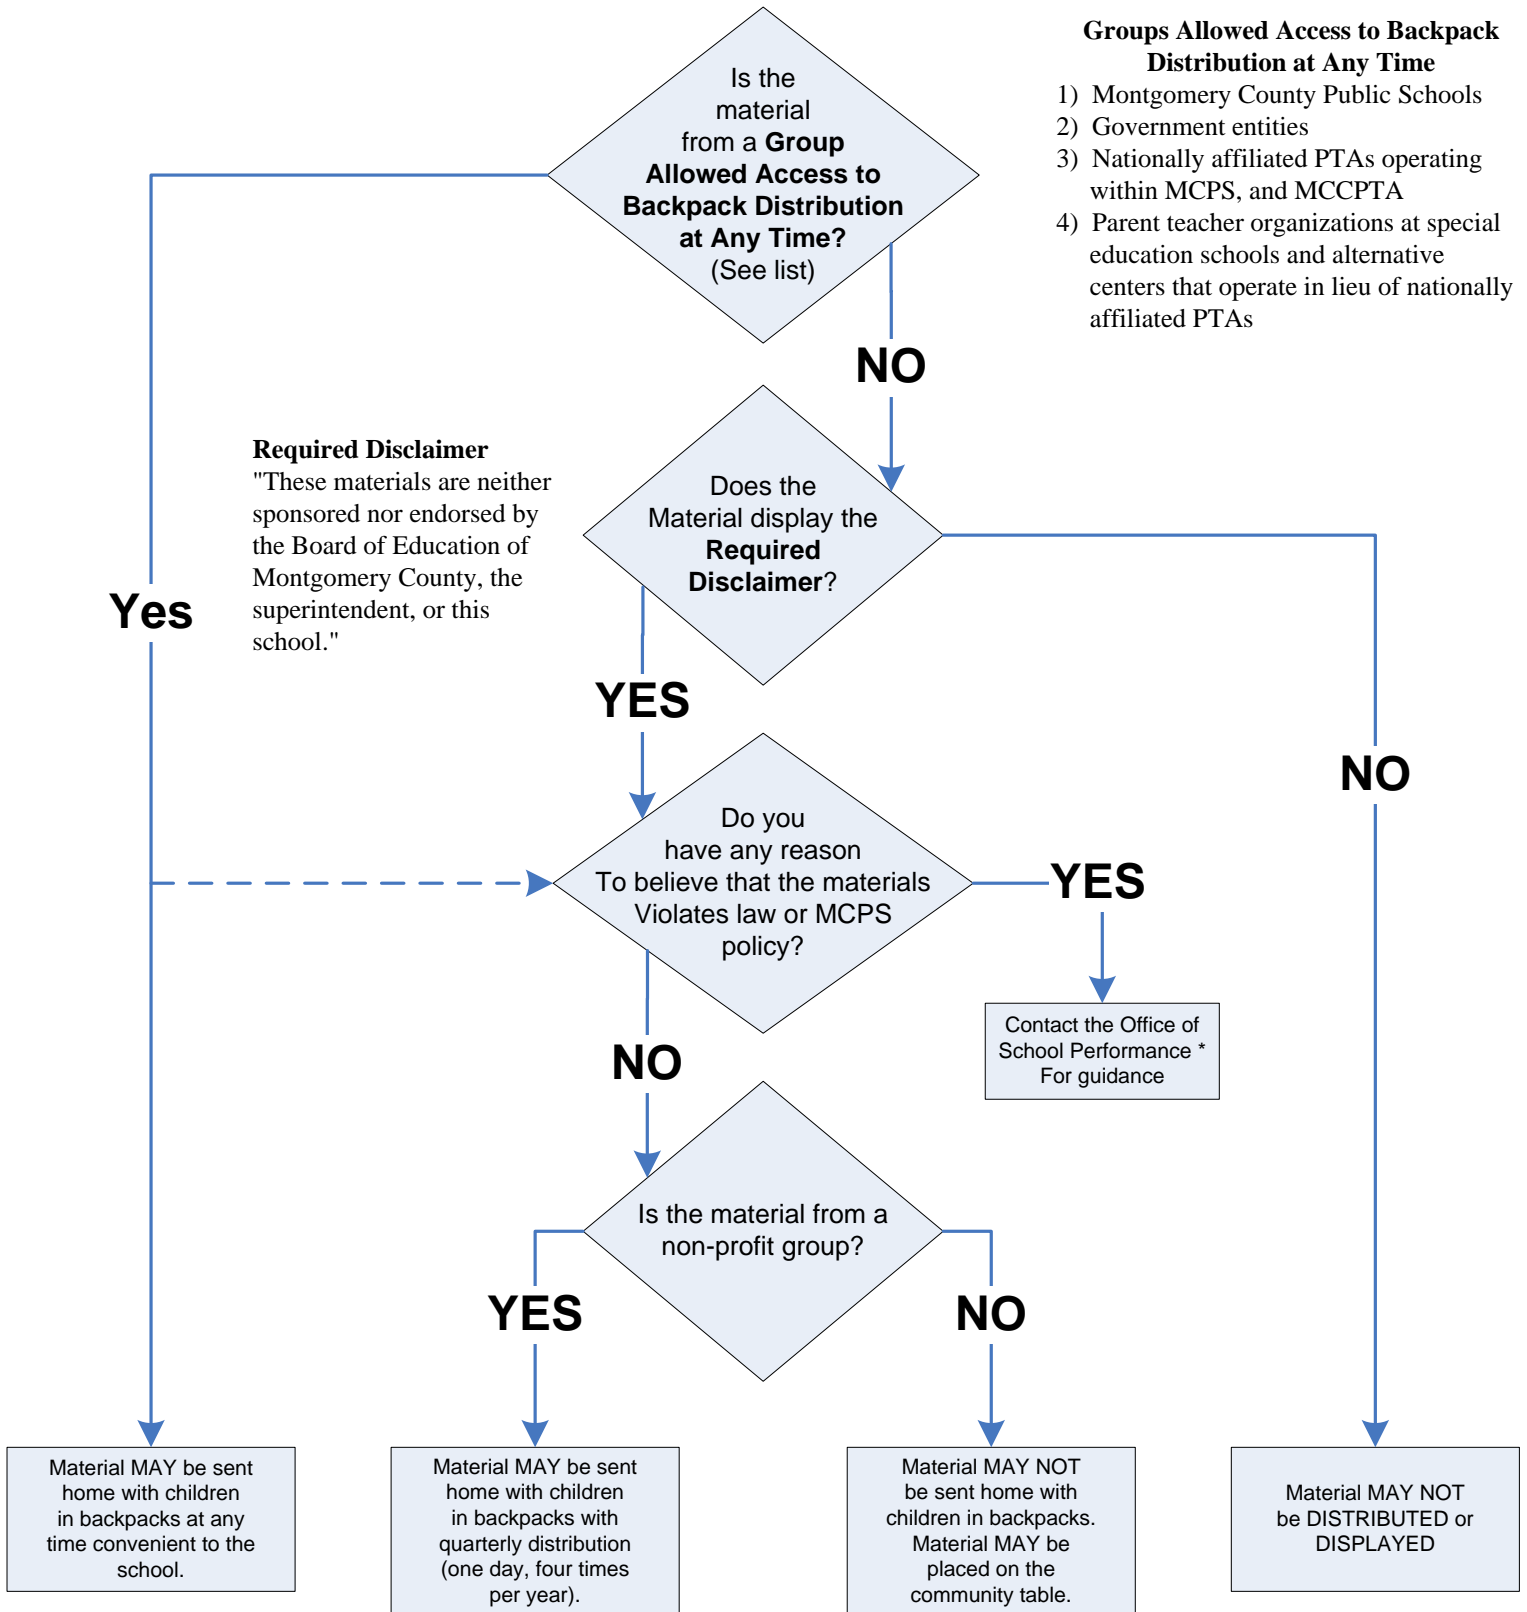 Groups Allowed Access to Backpack
Distribution at Any Time
1) Montgomery County Public Schools
2) Government entities
3) Nationally affiliated PTAs operating
within MCPS, and MCCPTA
4) Parent teacher organizations at special
education schools and alternative
centers that operate in lieu of nationally
affiliated PTAs
Is the
material
from a Group
Allowed Access to
Backpack Distribution
at Any Time?
(See list)
NO
Yes
Required Disclaimer
"These materials are neither
sponsored nor endorsed by
the Board of Education of
Montgomery County, the
superintendent, or this
school."
Does the
Material display the
Required
Disclaimer?
YES
NO
Do you
have any reason
To believe that the materials
Violates law or MCPS
policy?
YES
Contact the Office of
School Performance *
For guidance
NO
Is the material from a
non-profit group?
YES
NO
Material MAY be sent
home with children
in backpacks at any
time convenient to the
school.
Material MAY be sent
home with children
in backpacks with
quarterly distribution
(one day, four times
per year).
Material MAY NOT
be sent home with
children in backpacks.
Material MAY be
placed on the
community table.
Material MAY NOT
be DISTRIBUTED or
DISPLAYED